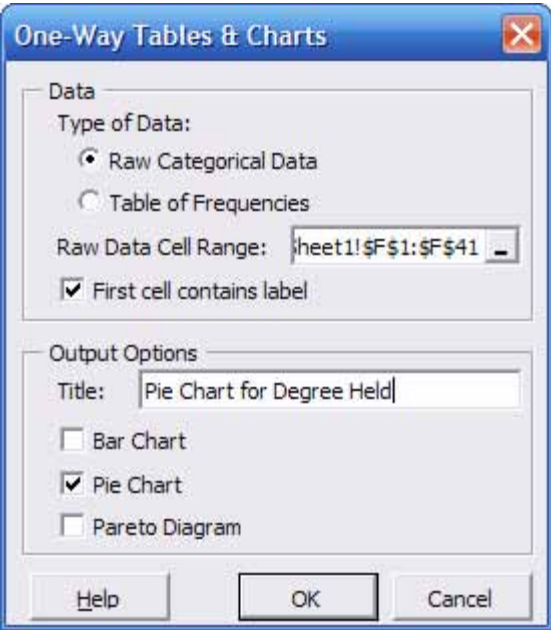 One-Way Tables & Charts
Data
Type of Data:
Raw Categorical Data
Table of Frequencies
Raw Data Cell Range: Sheet1!$F$1:$F$41
First cell contains label
Output Options
Title: Pie Chart for Degree Held
Bar Chart
Pie Chart
Pareto Diagram
Help OK Cancel